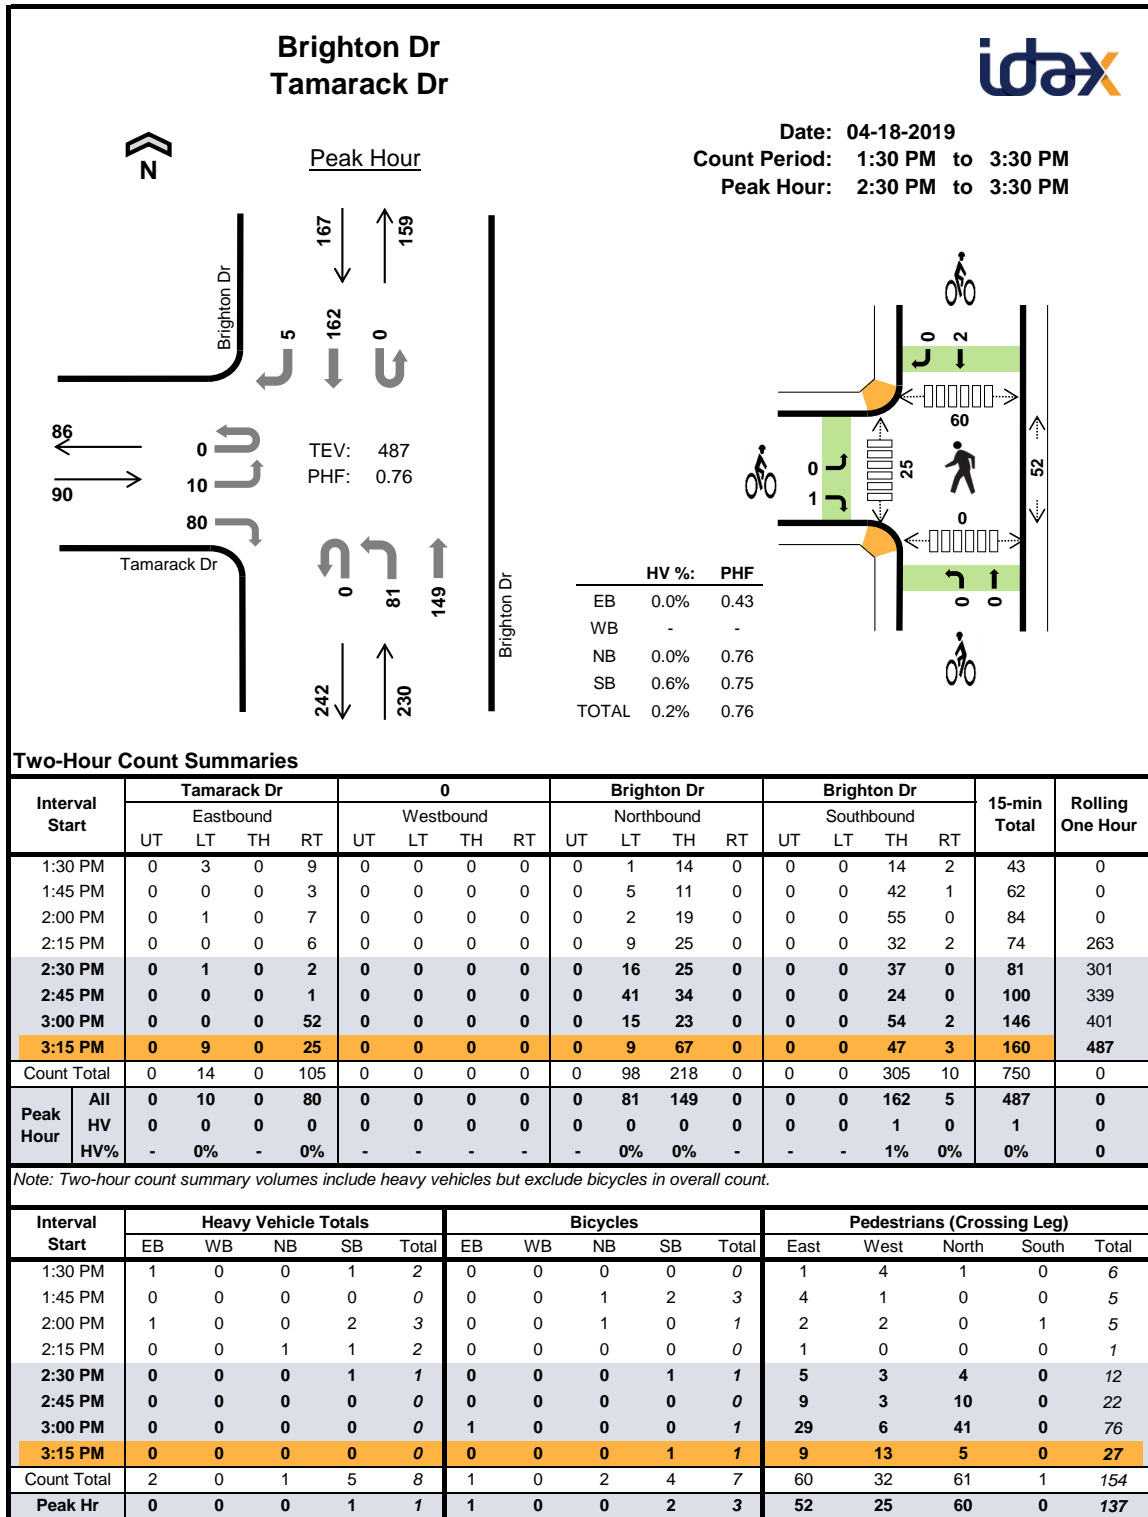 Brighton Dr
Tamarack Dr
idax
Date: 04-18-2019
Count Period: 1:30 PM to 3:30 PM
Peak Hour: 2:30 PM to 3:30 PM
N
Peak Hour
167
159
Brighton Dr
5
162
0
86
90
0
10
80
TEV: 487
PHF: 0.76
Tamarack Dr
0
81
149
Brighton Dr
242
230
0
2
60
0
1
25
52
0
0
0
HV %: PHF
EB 0.0% 0.43
WB - -
NB 0.0% 0.76
SB 0.6% 0.75
TOTAL 0.2% 0.76
Two-Hour Count Summaries
Interval Start Tamarack Dr 0 Brighton Dr Brighton Dr 15-min Total Rolling One Hour
Eastbound Westbound Northbound Southbound
UT LT TH RT UT LT TH RT UT LT TH RT UT LT TH RT
1:30 PM 0 3 0 9 0 0 0 0 0 1 14 0 0 0 14 2 43 0
1:45 PM 0 0 0 3 0 0 0 0 0 5 11 0 0 0 42 1 62 0
2:00 PM 0 1 0 7 0 0 0 0 0 2 19 0 0 0 55 0 84 0
2:15 PM 0 0 0 6 0 0 0 0 0 9 25 0 0 0 32 2 74 263
2:30 PM 0 1 0 2 0 0 0 0 0 16 25 0 0 0 37 0 81 301
2:45 PM 0 0 0 1 0 0 0 0 0 41 34 0 0 0 24 0 100 339
3:00 PM 0 0 0 52 0 0 0 0 0 15 23 0 0 0 54 2 146 401
3:15 PM 0 9 0 25 0 0 0 0 0 9 67 0 0 0 47 3 160 487
Count Total 0 14 0 105 0 0 0 0 0 98 218 0 0 0 305 10 750 0
Peak Hour All 0 10 0 80 0 0 0 0 0 81 149 0 0 0 162 5 487 0
HV 0 0 0 0 0 0 0 0 0 0 0 0 0 0 1 0 1 0
HV% - 0% - 0% - - - - - 0% 0% - - - 1% 0% 0% 0
Note: Two-hour count summary volumes include heavy vehicles but exclude bicycles in overall count.
Interval Start Heavy Vehicle Totals Bicycles Pedestrians (Crossing Leg)
EB WB NB SB Total EB WB NB SB Total East West North South Total
1:30 PM 1 0 0 1 2 0 0 0 0 0 1 4 1 0 6
1:45 PM 0 0 0 0 0 0 0 1 2 3 4 1 0 0 5
2:00 PM 1 0 0 2 3 0 0 1 0 1 2 2 0 1 5
2:15 PM 0 0 1 1 2 0 0 0 0 0 1 0 0 0 1
2:30 PM 0 0 0 1 1 0 0 0 1 1 5 3 4 0 12
2:45 PM 0 0 0 0 0 0 0 0 0 0 9 3 10 0 22
3:00 PM 0 0 0 0 0 1 0 0 0 1 29 6 41 0 76
3:15 PM 0 0 0 0 0 0 0 0 1 1 9 13 5 0 27
Count Total 2 0 1 5 8 1 0 2 4 7 60 32 61 1 154
Peak Hr 0 0 0 1 1 1 0 0 2 3 52 25 60 0 137